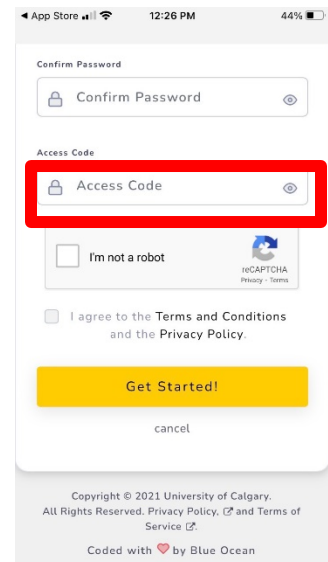 App Store 12:26 PM 44%
Confirm Password
Confirm Password
Access Code
Access Code
I'm not a robot
reCAPTCHA
Privacy - Terms
I agree to the Terms and Conditions
and the Privacy Policy.
Get Started!
cancel
Copyright © 2021 University of Calgary.
All Rights Reserved. Privacy Policy, and Terms of
Service.
Coded with ❤ by Blue Ocean